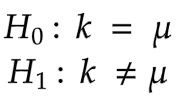 H₀ : k = μ
H₁ : k ≠ μ